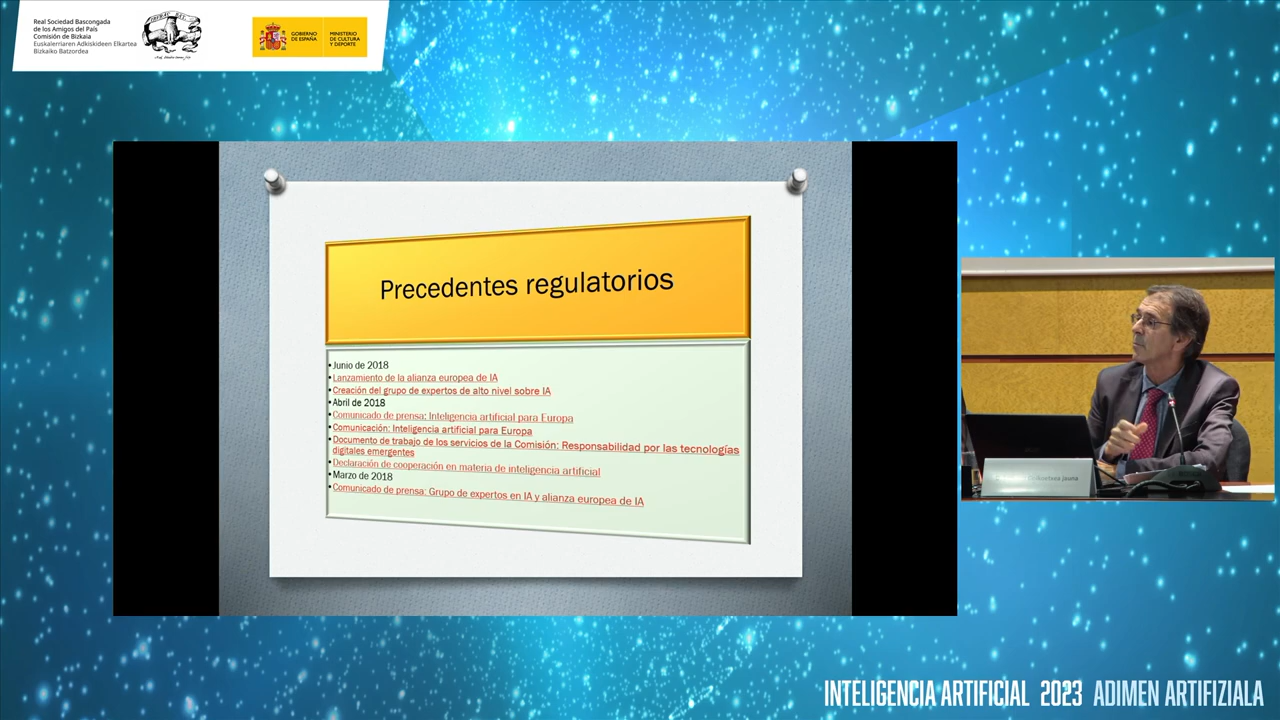 Real Sociedad Bascongada
de los Amigos del País
Comisión de Bizkaia
Euskalerriaren Adkiskideen Elkartea
Bizkaiko Batzordea
GOBIERNO
DE ESPAÑA
MINISTERIO
DE CULTURA
Y DEPORTE
Precedentes regulatorios
•Junio de 2018
•Lanzamiento de la alianza europea de IA
•Creación del grupo de expertos de alto nivel sobre IA
•Abril de 2018
•Comunicado de prensa: Inteligencia artificial para Europa
•Comunicación: Inteligencia artificial para Europa
•Documento de trabajo de los servicios de la Comisión: Responsabilidad por las tecnologías
digitales emergentes
•Declaración de cooperación en materia de inteligencia artificial
•Marzo de 2018
•Comunicado de prensa: Grupo de expertos en IA y alianza europea de IA
jauna
INTELIGENCIA ARTIFICIAL 2023 ADIMEN ARTIFIZIALA